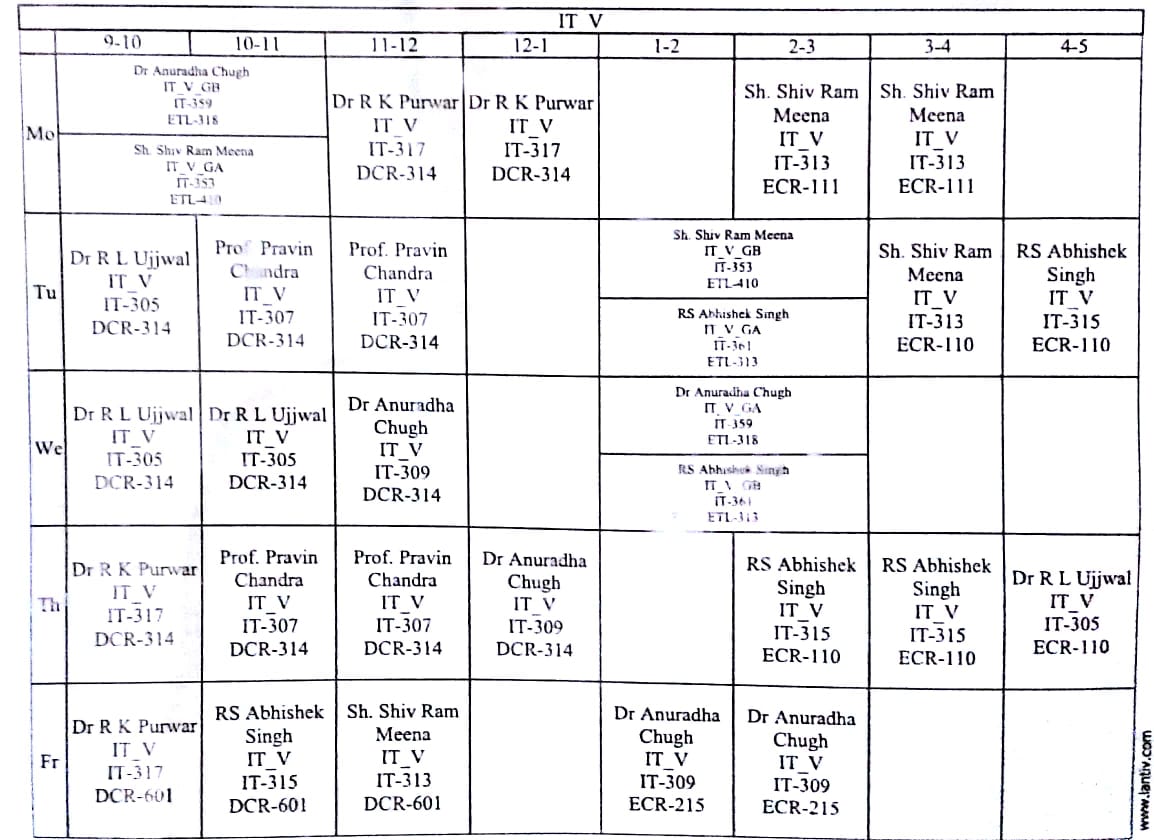 IT V
9-10
10-11
11-12
12-1
1-2
2-3
3-4
4-5
Mo
Dr Anuradha Chugh
IT_V_GB
IT-359
ETL-318
Sh. Shiv Ram Meena
IT_V_GA
IT-353
ETL-410
Dr R K Purwar
IT_V
IT-317
DCR-314
Dr R K Purwar
IT_V
IT-317
DCR-314
Sh. Shiv Ram
Meena
IT_V
IT-313
ECR-111
Sh. Shiv Ram
Meena
IT_V
IT-313
ECR-111
Tu
Dr R L Ujjwal
IT_V
IT-305
DCR-314
Prof Pravin
Chandra
IT_V
IT-307
DCR-314
Prof. Pravin
Chandra
IT_V
IT-307
DCR-314
Sh. Shiv Ram Meena
IT_V_GB
IT-353
ETL-410
RS Abhishek Singh
IT_V_GA
IT-361
ETL-313
Sh. Shiv Ram
Meena
IT_V
IT-313
ECR-110
RS Abhishek
Singh
IT_V
IT-315
ECR-110
We
Dr R L Ujjwal
IT_V
IT-305
DCR-314
Dr R L Ujjwal
IT_V
IT-305
DCR-314
Dr Anuradha
Chugh
IT_V
IT-309
DCR-314
Dr Anuradha Chugh
IT_V_GA
IT-359
ETL-318
RS Abhishek Singh
IT_V_GB
IT-361
ETL-313
Th
Dr R K Purwar
IT_V
IT-317
DCR-314
Prof. Pravin
Chandra
IT_V
IT-307
DCR-314
Prof. Pravin
Chandra
IT_V
IT-307
DCR-314
Dr Anuradha
Chugh
IT_V
IT-309
DCR-314
RS Abhishek
Singh
IT_V
IT-315
ECR-110
RS Abhishek
Singh
IT_V
IT-315
ECR-110
Dr R L Ujjwal
IT_V
IT-305
ECR-110
Fr
Dr R K Purwar
IT_V
IT-317
DCR-601
RS Abhishek
Singh
IT_V
IT-315
DCR-601
Sh. Shiv Ram
Meena
IT_V
IT-313
DCR-601
Dr Anuradha
Chugh
IT_V
IT-309
ECR-215
Dr Anuradha
Chugh
IT_V
IT-309
ECR-215
www.lantiv.com